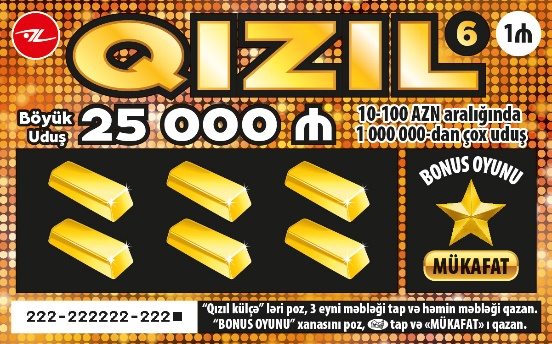 QIZIL
6
1₼
Böyük
Uduş
25 000 ₼
10-100 AZN aralığında
1 000 000-dan çox uduş
BONUS OYUNU
MÜKAFAT
222-222222-222
"Qızıl külçə" ləri poz, 3 eyni məbləği tap və həmin məbləği qazan.
"BONUS OYUNU" xanasını poz, tap və «MÜKAFAT» ı qazan.